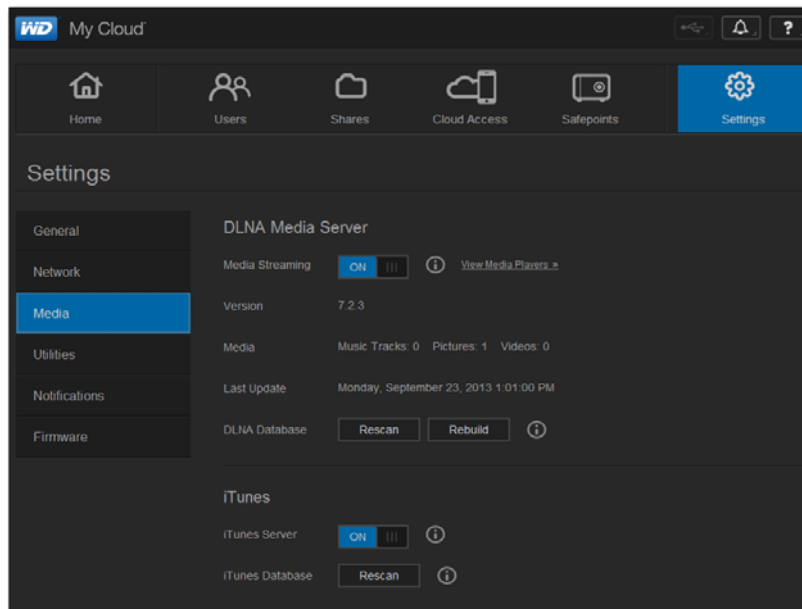 WD My Cloud
?
Home Users Shares Cloud Access Safepoints Settings
Settings
General
Network
Media
Utilities
Notifications
Firmware
DLNA Media Server
Media Streaming ON View Media Players »
Version 7.2.3
Media Music Tracks: 0 Pictures: 1 Videos: 0
Last Update Monday, September 23, 2013 1:01:00 PM
DLNA Database Rescan Rebuild
iTunes
iTunes Server ON
iTunes Database Rescan